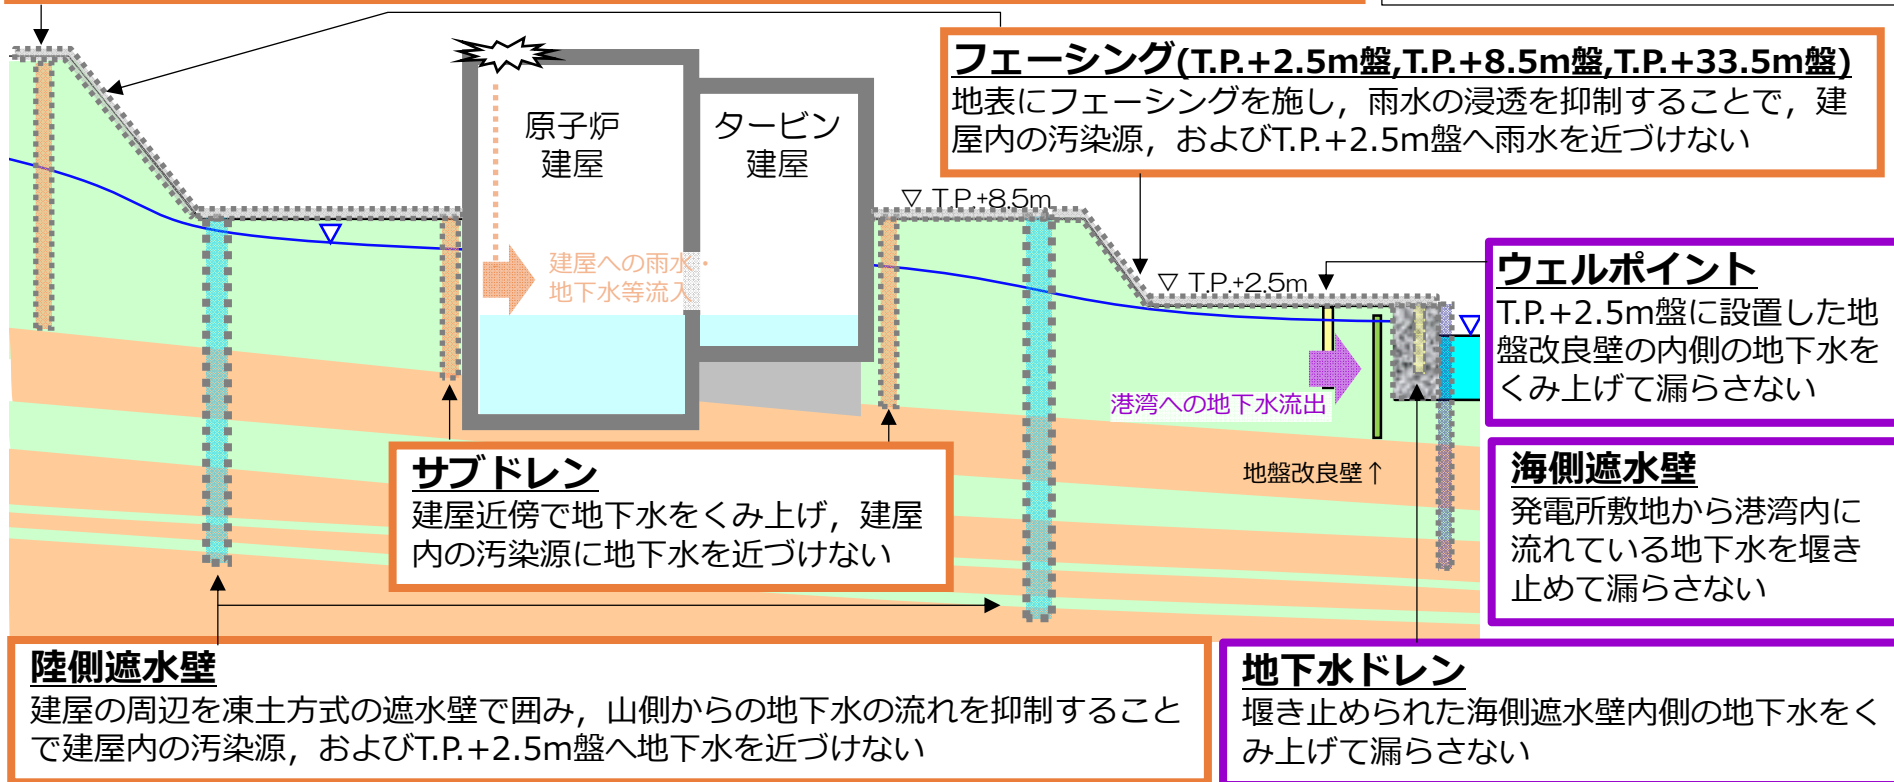 フェーシング(T.P.+2.5m盤,T.P.+8.5m盤,T.P.+33.5m盤)
地表にフェーシングを施し，雨水の浸透を抑制することで，建
屋内の汚染源，およびT.P.+2.5m盤へ雨水を近づけない
原子炉
建屋
タービン
建屋
▽ T.P.+8.5m
建屋への雨水・
地下水等流入
▽ T.P.+2.5m
ウェルポイント
T.P.+2.5m盤に設置した地
盤改良壁の内側の地下水を
くみ上げて漏らさない
港湾への地下水流出
地盤改良壁↑
サブドレン
建屋近傍で地下水をくみ上げ，建屋
内の汚染源に地下水を近づけない
海側遮水壁
発電所敷地から港湾内に
流れている地下水を堰き
止めて漏らさない
陸側遮水壁
建屋の周辺を凍土方式の遮水壁で囲み，山側からの地下水の流れを抑制すること
で建屋内の汚染源，およびT.P.+2.5m盤へ地下水を近づけない
地下水ドレン
堰き止められた海側遮水壁内側の地下水をく
み上げて漏らさない